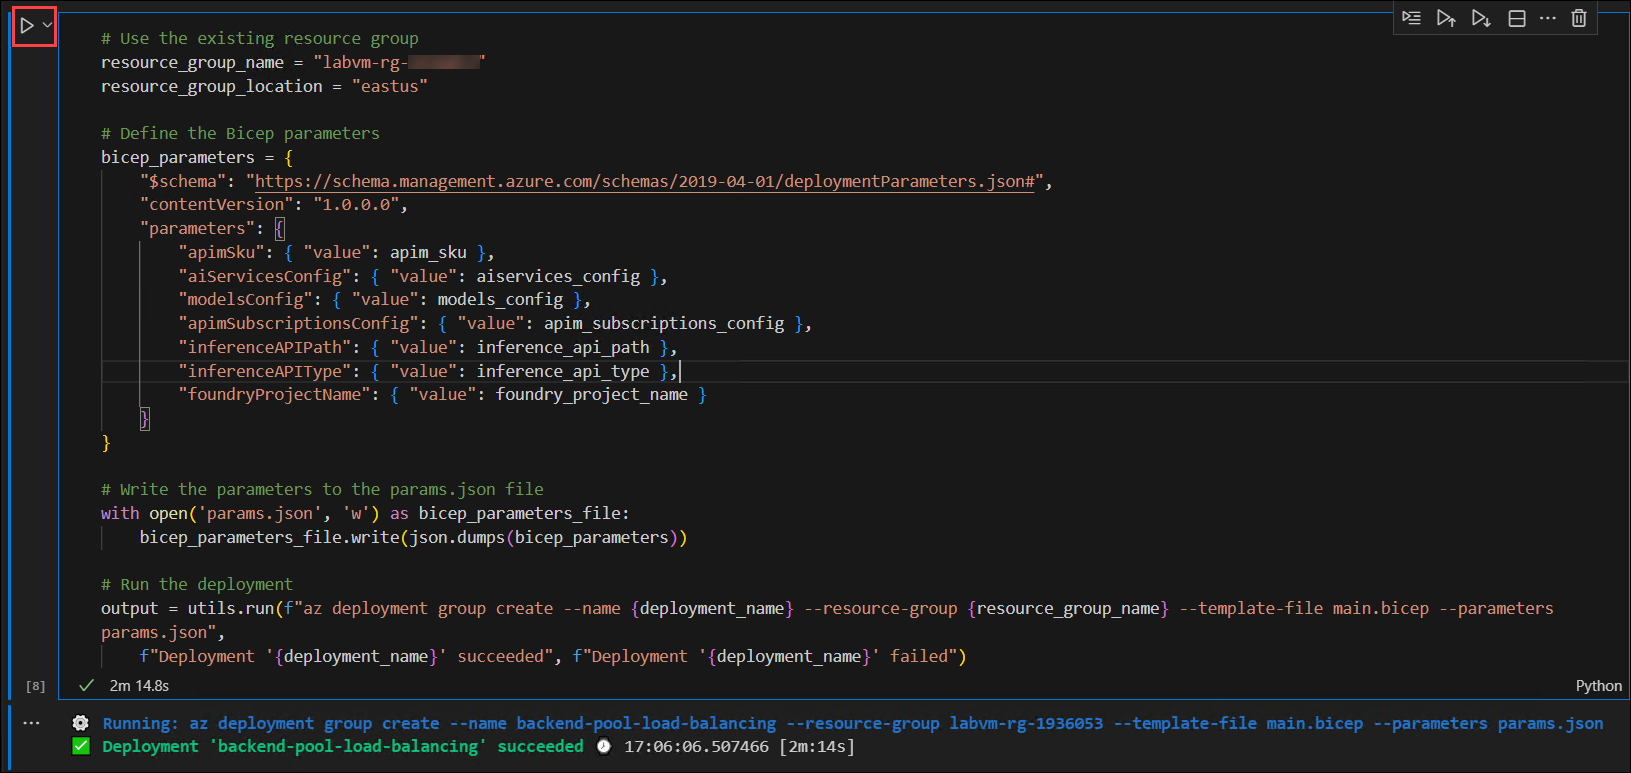 # Use the existing resource group
resource_group_name = "labvm-rg-"
resource_group_location = "eastus"
# Define the Bicep parameters
bicep_parameters = {
"$schema": "https://schema.management.azure.com/schemas/2019-04-01/deploymentParameters.json#",
"contentVersion": "1.0.0.0",
"parameters": {
"apimSku": { "value": apim_sku },
"aiServicesConfig": { "value": aiservices_config },
"modelsConfig": { "value": models_config },
"apimSubscriptionsConfig": { "value": apim_subscriptions_config },
"inferenceAPIPath": { "value": inference_api_path },
"inferenceAPIType": { "value": inference_api_type },
"foundryProjectName": { "value": foundry_project_name }
}
}
# Write the parameters to the params.json file
with open('params.json', 'w') as bicep_parameters_file:
bicep_parameters_file.write(json.dumps(bicep_parameters))
# Run the deployment
output = utils.run(f"az deployment group create --name {deployment_name} --resource-group {resource_group_name} --template-file main.bicep --parameters
params.json",
f"Deployment '{deployment_name}' succeeded", f"Deployment '{deployment_name}' failed")
[8] 2m 14.8s Python
Running: az deployment group create --name backend-pool-load-balancing --resource-group labvm-rg-1936053 --template-file main.bicep --parameters params.json
Deployment 'backend-pool-load-balancing' succeeded 17:06:06.507466 [2m:14s]